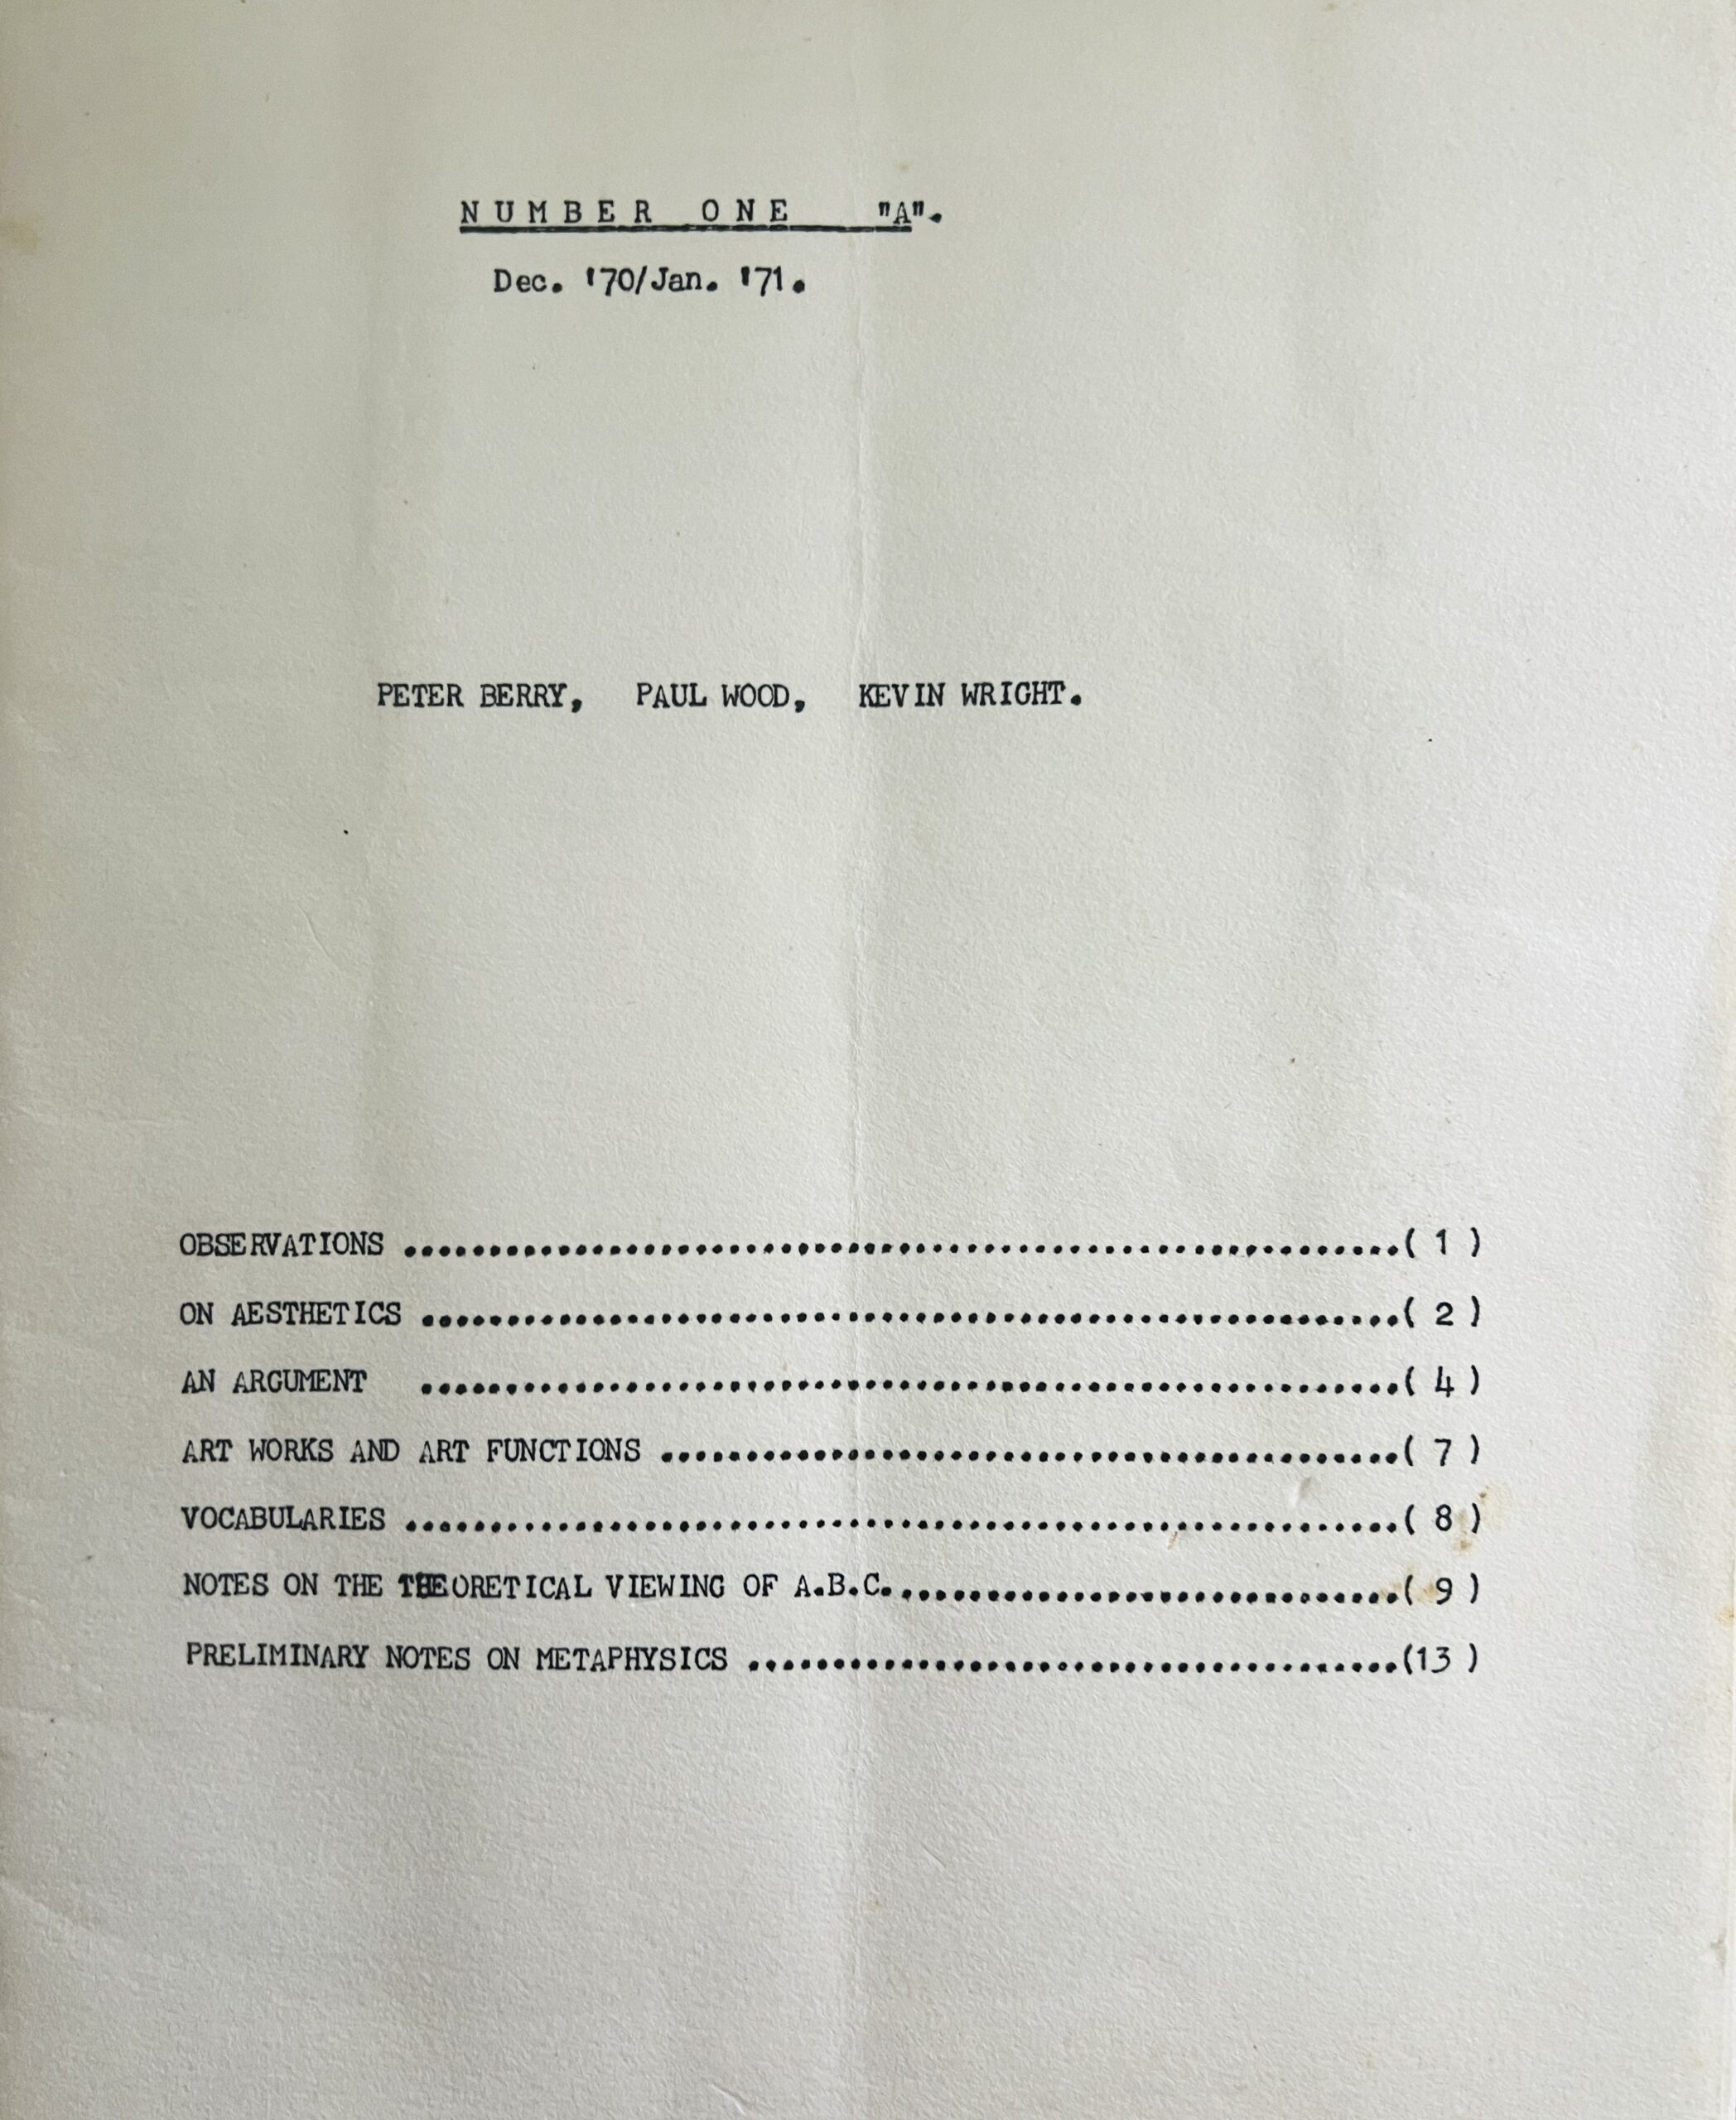 NUMBER ONE "A".
Dec. '70/Jan. '71.
PETER BERRY, PAUL WOOD, KEVIN WRIGHT.
OBSERVATIONS ..........................................................( 1 )
ON AESTHETICS .........................................................( 2 )
AN ARGUMENT .........................................................( 4 )
ART WORKS AND ART FUNCTIONS ...........................................( 7 )
VOCABULARIES ..........................................................( 8 )
NOTES ON THE THEORETICAL VIEWING OF A.B.C..............................( 9 )
PRELIMINARY NOTES ON METAPHYSICS ......................................(13 )